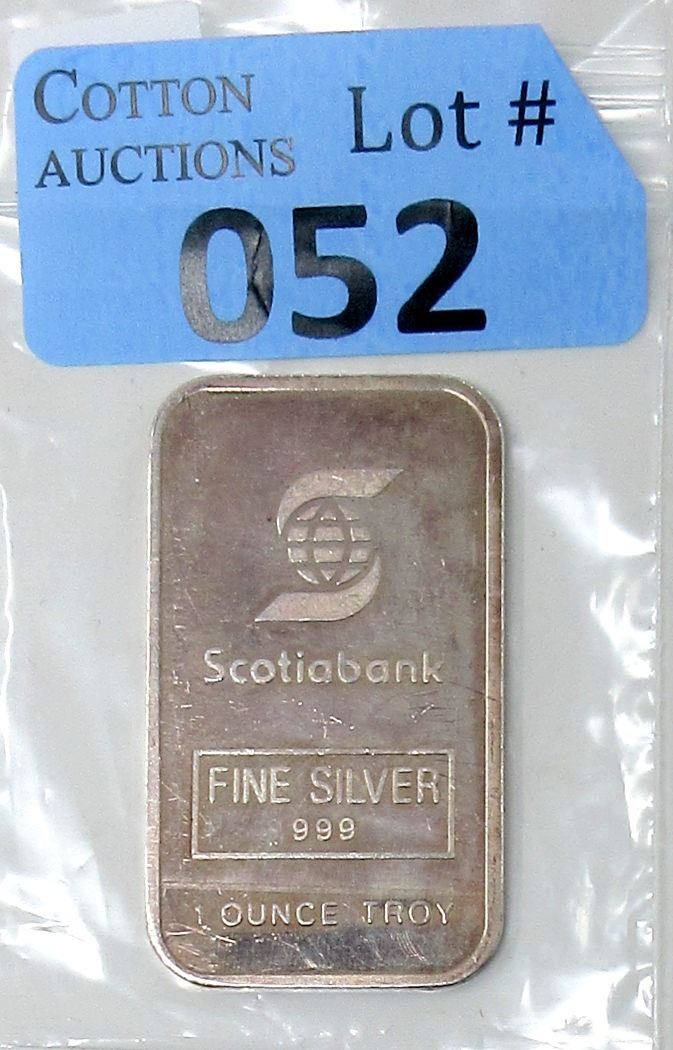 COTTON
AUCTIONS
Lot #
052
Scotiabank
FINE SILVER
999
1 OUNCE TROY